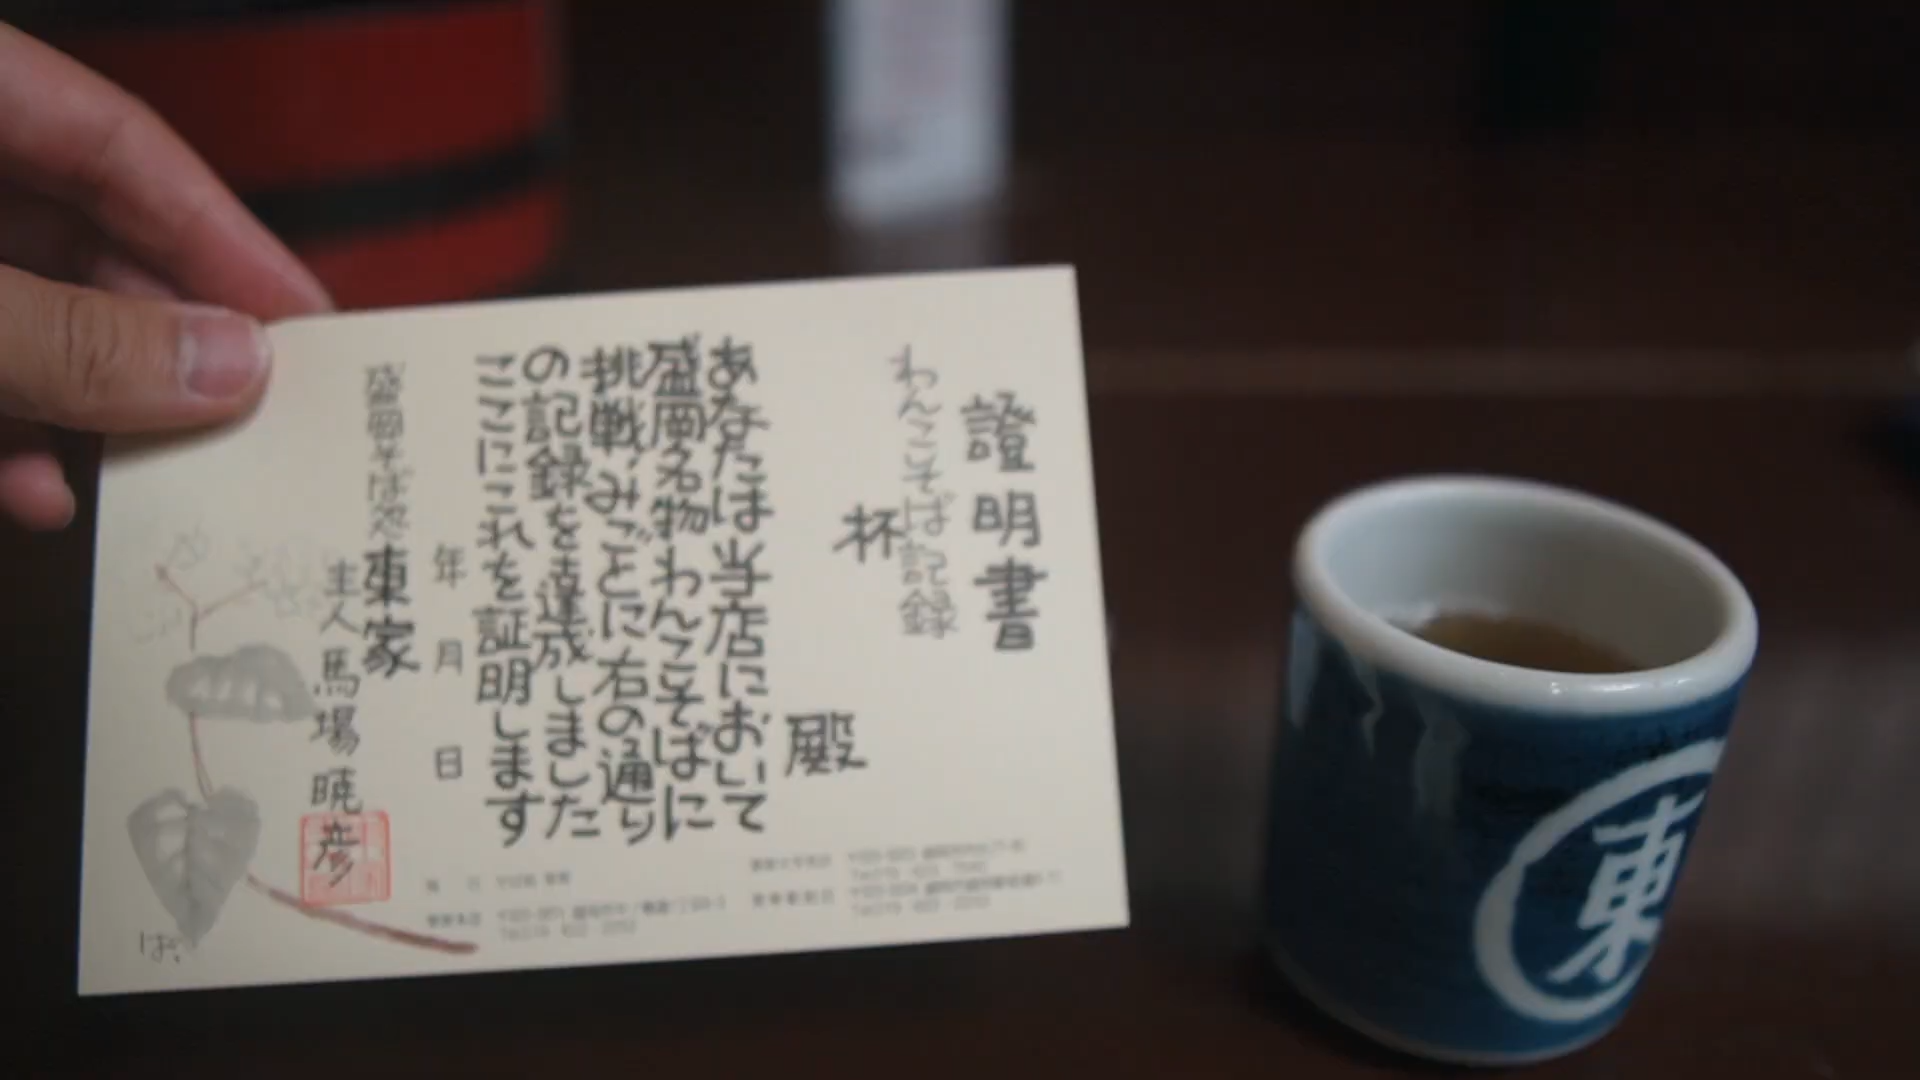 證明書
わんこそば記録
杯
殿
あなたは当店において
盛岡名物わんこそばに
挑戦、みごとに右の通り
の記録を達成しました
ここにこれを証明します
年 月 日
盛岡そば処 東家
主人 馬場暁彦
東